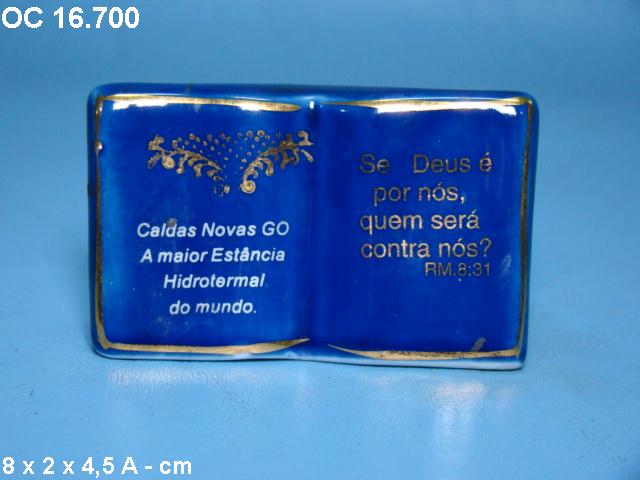 OC 16.700
Caldas Novas GO
A maior Estância
Hidrotermal
do mundo.
Se Deus é
por nós,
quem será
contra nós?
RM.8:31
8 x 2 x 4,5 A - cm